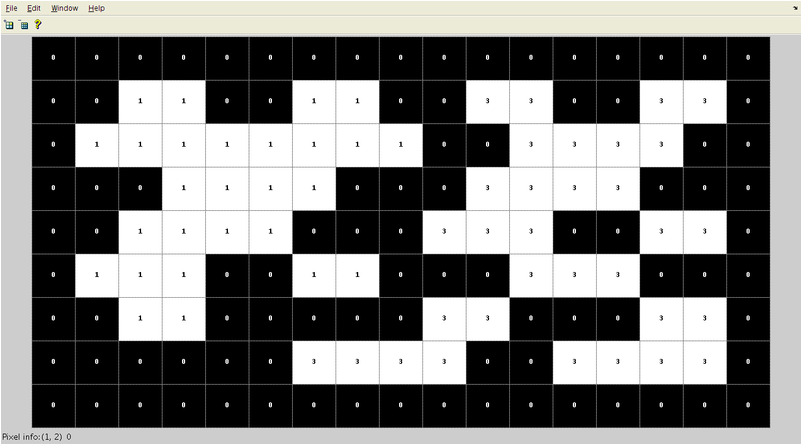 File Edit Window Help
0 0 0 0 0 0 0 0 0 0 0 0 0 0 0 0 0
0 0 1 1 0 0 1 1 0 0 3 3 0 0 3 3 0
0 1 1 1 1 1 1 1 1 0 0 3 3 3 3 0 0
0 0 0 1 1 1 1 0 0 0 3 3 3 3 0 0 0
0 0 1 1 1 1 0 0 0 3 3 3 0 0 3 3 0
0 1 1 1 0 0 1 1 0 0 0 3 3 3 0 0 0
0 0 1 1 0 0 0 0 0 3 3 0 0 0 3 3 0
0 0 0 0 0 0 3 3 3 3 0 0 3 3 3 3 0
0 0 0 0 0 0 0 0 0 0 0 0 0 0 0 0 0
Pixel info:(1, 2) 0